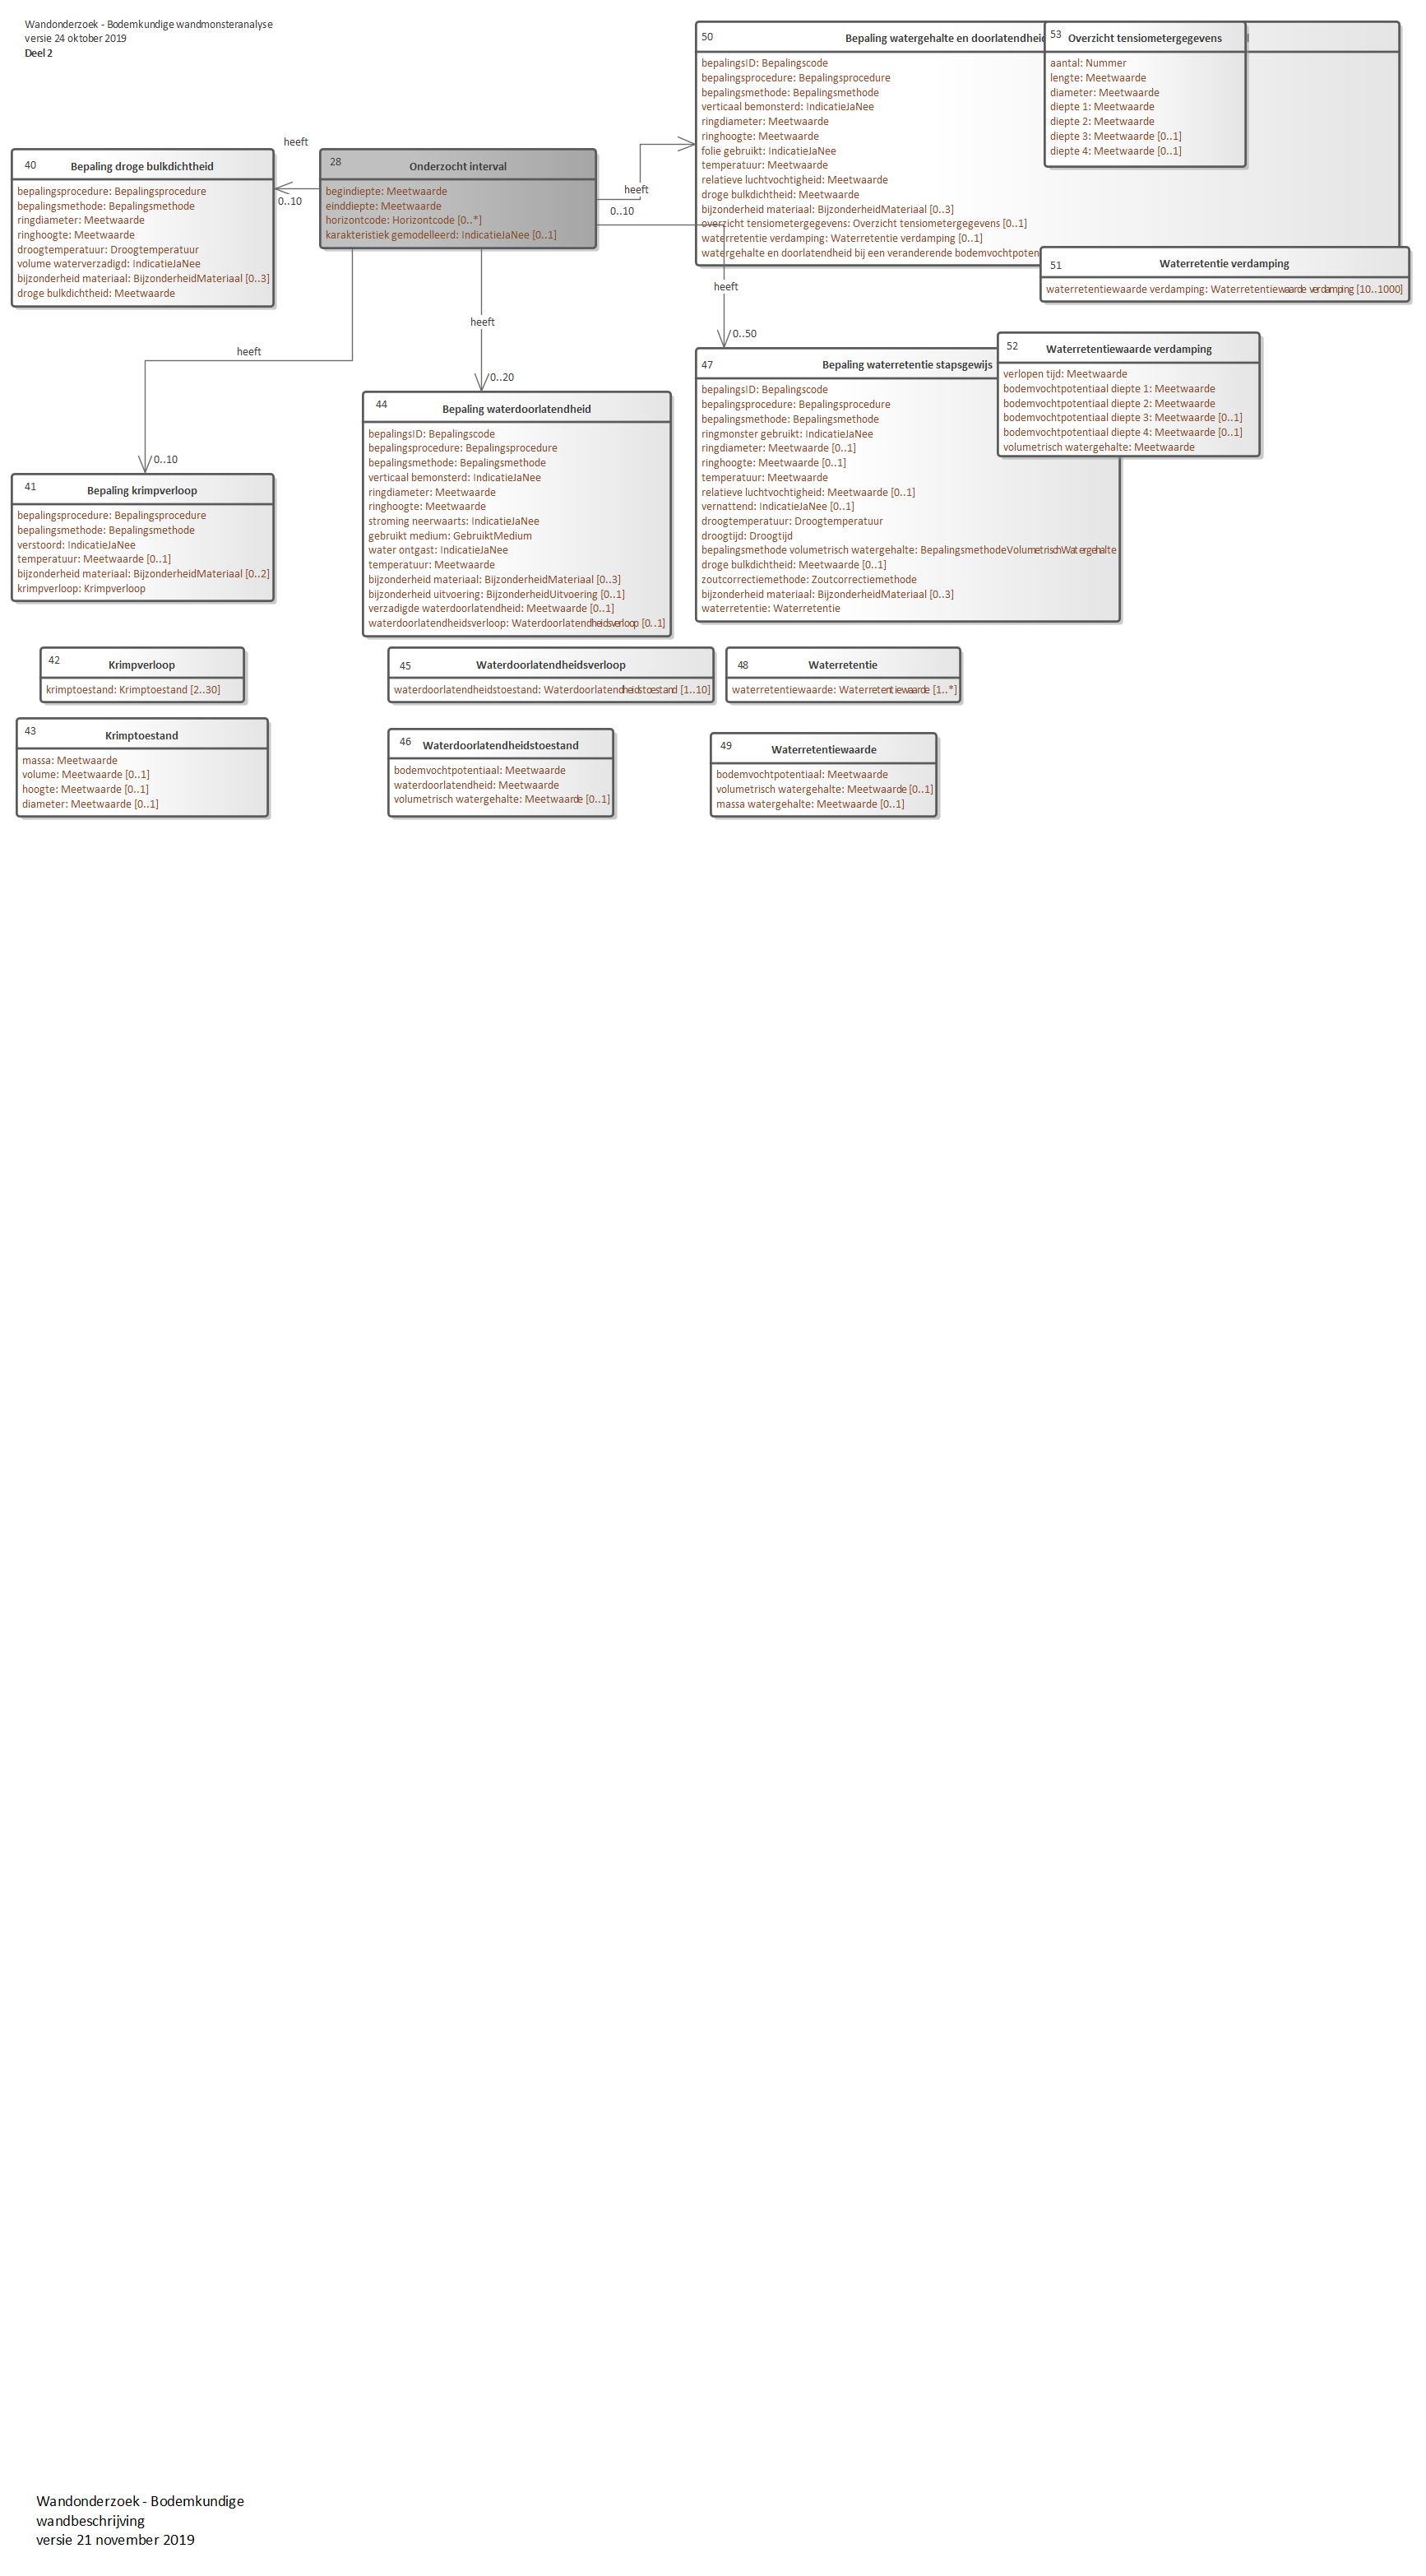 Wandonderzoek - Bodemkundige wandmonsteranalyse
versie 24 oktober 2019
Deel 2
50 Bepaling watergehalte en doorlatendheid
bepalingsID: Bepalingscode
bepalingsprocedure: Bepalingsprocedure
bepalingsmethode: Bepalingsmethode
verticaal bemonsterd: IndicatieJaNee
ringdiameter: Meetwaarde
ringhoogte: Meetwaarde
folie gebruikt: IndicatieJaNee
temperatuur: Meetwaarde
relatieve luchtvochtigheid: Meetwaarde
droge bulkdichtheid: Meetwaarde
bijzonderheid materiaal: BijzonderheidMateriaal [0..3]
overzicht tensiometergegevens: Overzicht tensiometergegevens [0..1]
waterretentie verdamping: Waterretentie verdamping [0..1]
watergehalte en doorlatendheid bij een veranderende bodemvochtpoten
53 Overzicht tensiometergegevens
aantal: Nummer
lengte: Meetwaarde
diameter: Meetwaarde
diepte 1: Meetwaarde
diepte 2: Meetwaarde
diepte 3: Meetwaarde [0..1]
diepte 4: Meetwaarde [0..1]
heeft
0..10
40 Bepaling droge bulkdichtheid
bepalingsprocedure: Bepalingsprocedure
bepalingsmethode: Bepalingsmethode
ringdiameter: Meetwaarde
ringhoogte: Meetwaarde
droogtemperatuur: Droogtemperatuur
volume waterverzadigd: IndicatieJaNee
bijzonderheid materiaal: BijzonderheidMateriaal [0..3]
droge bulkdichtheid: Meetwaarde
28 Onderzocht interval
begindiepte: Meetwaarde
einddiepte: Meetwaarde
horizontcode: Horizontcode [0..*]
karakteristiek gemodelleerd: IndicatieJaNee [0..1]
heeft
0..10
51 Waterretentie verdamping
waterretentiewaarde verdamping: Waterretentiewaarde verdamping [10..1000]
heeft
0..50
heeft
0..20
heeft
0..10
52 Waterretentiewaarde verdamping
verlopen tijd: Meetwaarde
bodemvochtpotentiaal diepte 1: Meetwaarde
bodemvochtpotentiaal diepte 2: Meetwaarde
bodemvochtpotentiaal diepte 3: Meetwaarde [0..1]
bodemvochtpotentiaal diepte 4: Meetwaarde [0..1]
volumetrisch watergehalte: Meetwaarde
47 Bepaling waterretentie stapsgewijs
bepalingsID: Bepalingscode
bepalingsprocedure: Bepalingsprocedure
bepalingsmethode: Bepalingsmethode
ringmonster gebruikt: IndicatieJaNee
ringdiameter: Meetwaarde [0..1]
ringhoogte: Meetwaarde [0..1]
temperatuur: Meetwaarde
relatieve luchtvochtigheid: Meetwaarde [0..1]
vernattend: IndicatieJaNee [0..1]
droogtemperatuur: Droogtemperatuur
droogtijd: Droogtijd
bepalingsmethode volumetrisch watergehalte: BepalingsmethodeVolumetrischWatergehalte
droge bulkdichtheid: Meetwaarde [0..1]
zoutcorrectiemethode: Zoutcorrectiemethode
bijzonderheid materiaal: BijzonderheidMateriaal [0..3]
waterretentie: Waterretentie
44 Bepaling waterdoorlatendheid
bepalingsID: Bepalingscode
bepalingsprocedure: Bepalingsprocedure
bepalingsmethode: Bepalingsmethode
verticaal bemonsterd: IndicatieJaNee
ringdiameter: Meetwaarde
ringhoogte: Meetwaarde
stroming neerwaarts: IndicatieJaNee
gebruikt medium: GebruiktMedium
water ontgast: IndicatieJaNee
temperatuur: Meetwaarde
bijzonderheid materiaal: BijzonderheidMateriaal [0..3]
bijzonderheid uitvoering: BijzonderheidUitvoering [0..1]
verzadigde waterdoorlatendheid: Meetwaarde [0..1]
waterdoorlatendheidsverloop: Waterdoorlatendheidsverloop [0..1]
41 Bepaling krimpverloop
bepalingsprocedure: Bepalingsprocedure
bepalingsmethode: Bepalingsmethode
verstoord: IndicatieJaNee
temperatuur: Meetwaarde [0..1]
bijzonderheid materiaal: BijzonderheidMateriaal [0..2]
krimpverloop: Krimpverloop
42 Krimpverloop
krimptoestand: Krimptoestand [2..30]
45 Waterdoorlatendheidsverloop
waterdoorlatendheidstoestand: Waterdoorlatendheidstoestand [1..10]
48 Waterretentie
waterretentiewaarde: Waterretentiewaarde [1..*]
43 Krimptoestand
massa: Meetwaarde
volume: Meetwaarde [0..1]
hoogte: Meetwaarde [0..1]
diameter: Meetwaarde [0..1]
46 Waterdoorlatendheidstoestand
bodemvochtpotentiaal: Meetwaarde
waterdoorlatendheid: Meetwaarde
volumetrisch watergehalte: Meetwaarde [0..1]
49 Waterretentiewaarde
bodemvochtpotentiaal: Meetwaarde
volumetrisch watergehalte: Meetwaarde [0..1]
massa watergehalte: Meetwaarde [0..1]
Wandonderzoek - Bodemkundige
wandbeschrijving
versie 21 november 2019